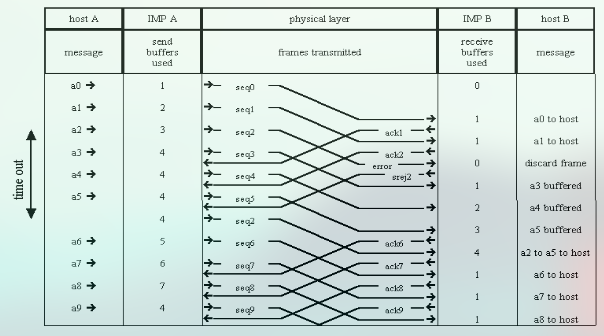 host A IMP A physical layer IMP B host B
message send buffers used frames transmitted receive buffers used message
a0 1 seq0 0
a1 2 seq1
1 a0 to host
a2 3 seq2 ack1
1 a1 to host
a3 4 seq3 ack2
error 0 discard frame
a4 4 seq4 srej2
1 a3 buffered
a5 4 seq5
2 a4 buffered
4 seq2
3 a5 buffered
a6 5 seq6 ack6
4 a2 to a5 to host
a7 6 seq7 ack7
1 a6 to host
a8 7 seq8 ack8
1 a7 to host
a9 4 seq9 ack9
1 a8 to host
time out